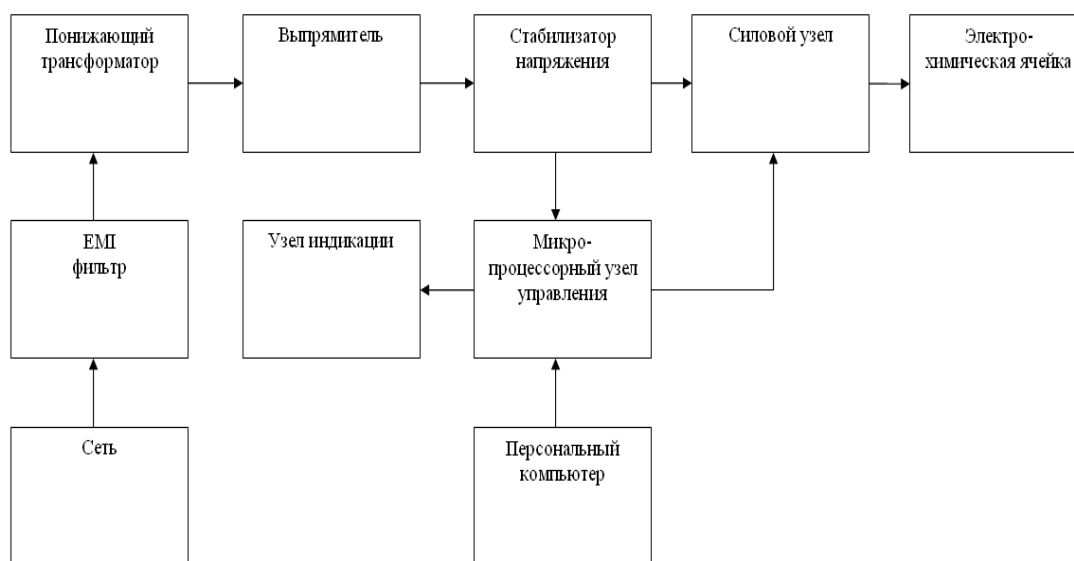 Понижающий
трансформатор
Выпрямитель
Стабилизатор
напряжения
Силовой узел
Электро-
химическая ячейка
EMI
фильтр
Узел индикации
Микро-
процессорный узел
управления
Сеть
Персональный
компьютер